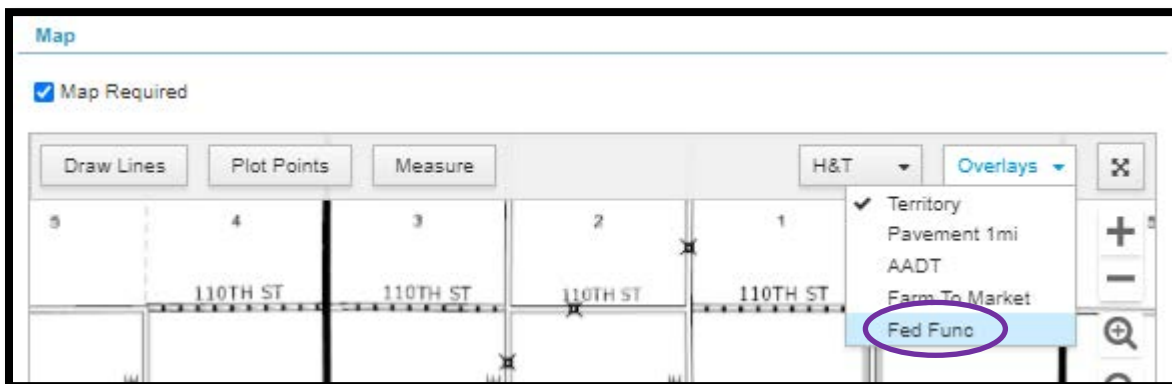 Map
Map Required
Draw Lines Plot Points Measure H&T Overlays
Territory
Pavement 1mi
AADT
Farm To Market
Fed Func
5 4 3 2 1
110TH ST 110TH ST 110TH ST 110TH ST